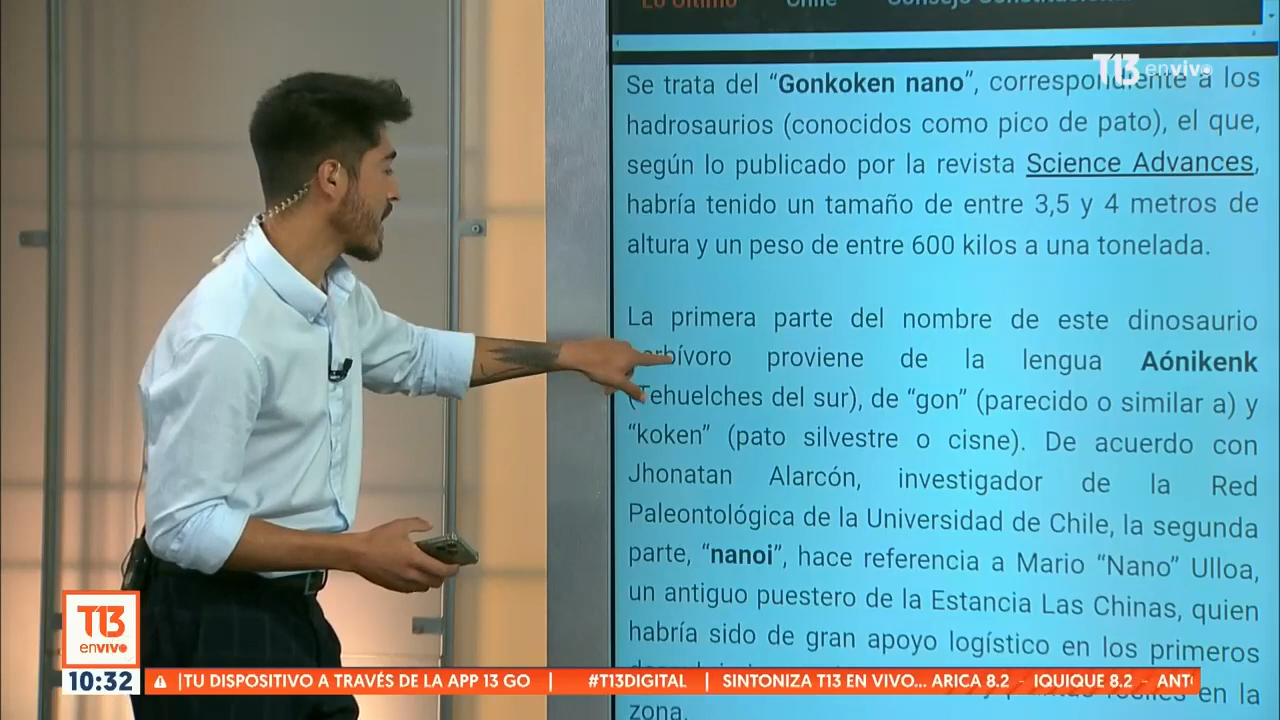 Lo Último Chile
T13 en vivo
Se trata del “Gonkoken nano”, correspondiente a los
hadrosaurios (conocidos como pico de pato), el que,
según lo publicado por la revista Science Advances,
habría tenido un tamaño de entre 3,5 y 4 metros de
altura y un peso de entre 600 kilos a una tonelada.
La primera parte del nombre de este dinosaurio
proviene de la lengua Aónikenk
(Tehuelches del sur), de “gon” (parecido o similar a) y
“koken” (pato silvestre o cisne). De acuerdo con
Jhonatan Alarcón, investigador de la Red
Paleontológica de la Universidad de Chile, la segunda
parte, “nanoi”, hace referencia a Mario “Nano” Ulloa,
un antiguo puestero de la Estancia Las Chinas, quien
habría sido de gran apoyo logístico en los primeros
en la
zona.
T13
en vivo
10:32
|TU DISPOSITIVO A TRAVÉS DE LA APP 13 GO | #T13DIGITAL | SINTONIZA T13 EN VIVO... ARICA 8.2 - IQUIQUE 8.2 - ANT